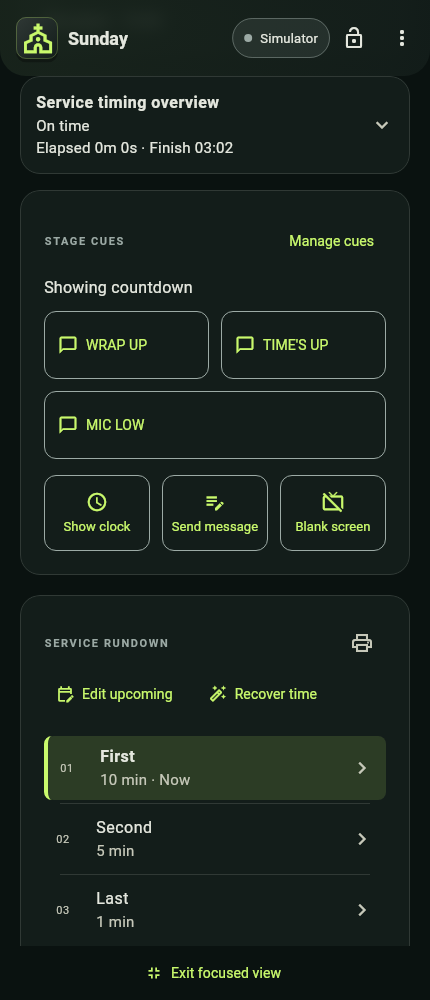 Sunday
Simulator
Service timing overview
On time
Elapsed 0m 0s · Finish 03:02
STAGE CUES
Manage cues
Showing countdown
WRAP UP
TIME'S UP
MIC LOW
Show clock
Send message
Blank screen
SERVICE RUNDOWN
Edit upcoming
Recover time
01
First
10 min · Now
02
Second
5 min
03
Last
1 min
Exit focused view